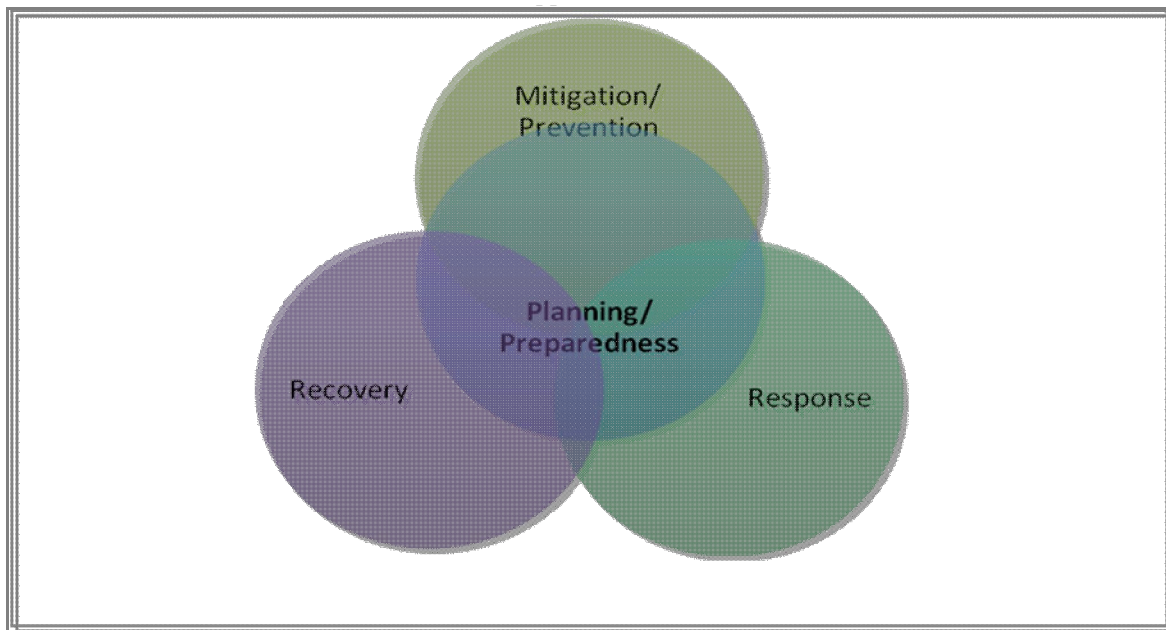 Mitigation/
Prevention
Planning/
Preparedness
Recovery
Response